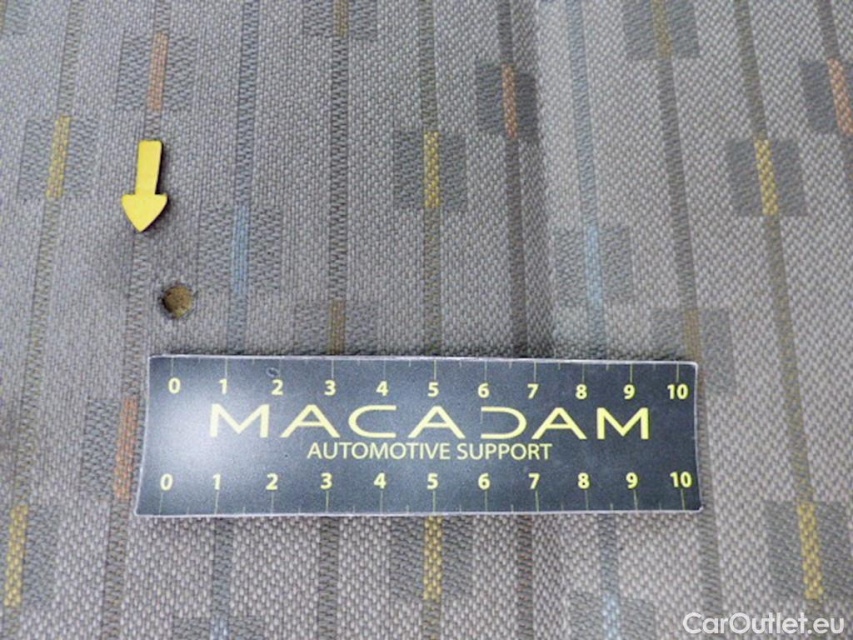 0 1 2 3 4 5 6 7 8 9 10
MACADAM
AUTOMOTIVE SUPPORT
0 1 2 3 4 5 6 7 8 9 10
CarOutlet.eu